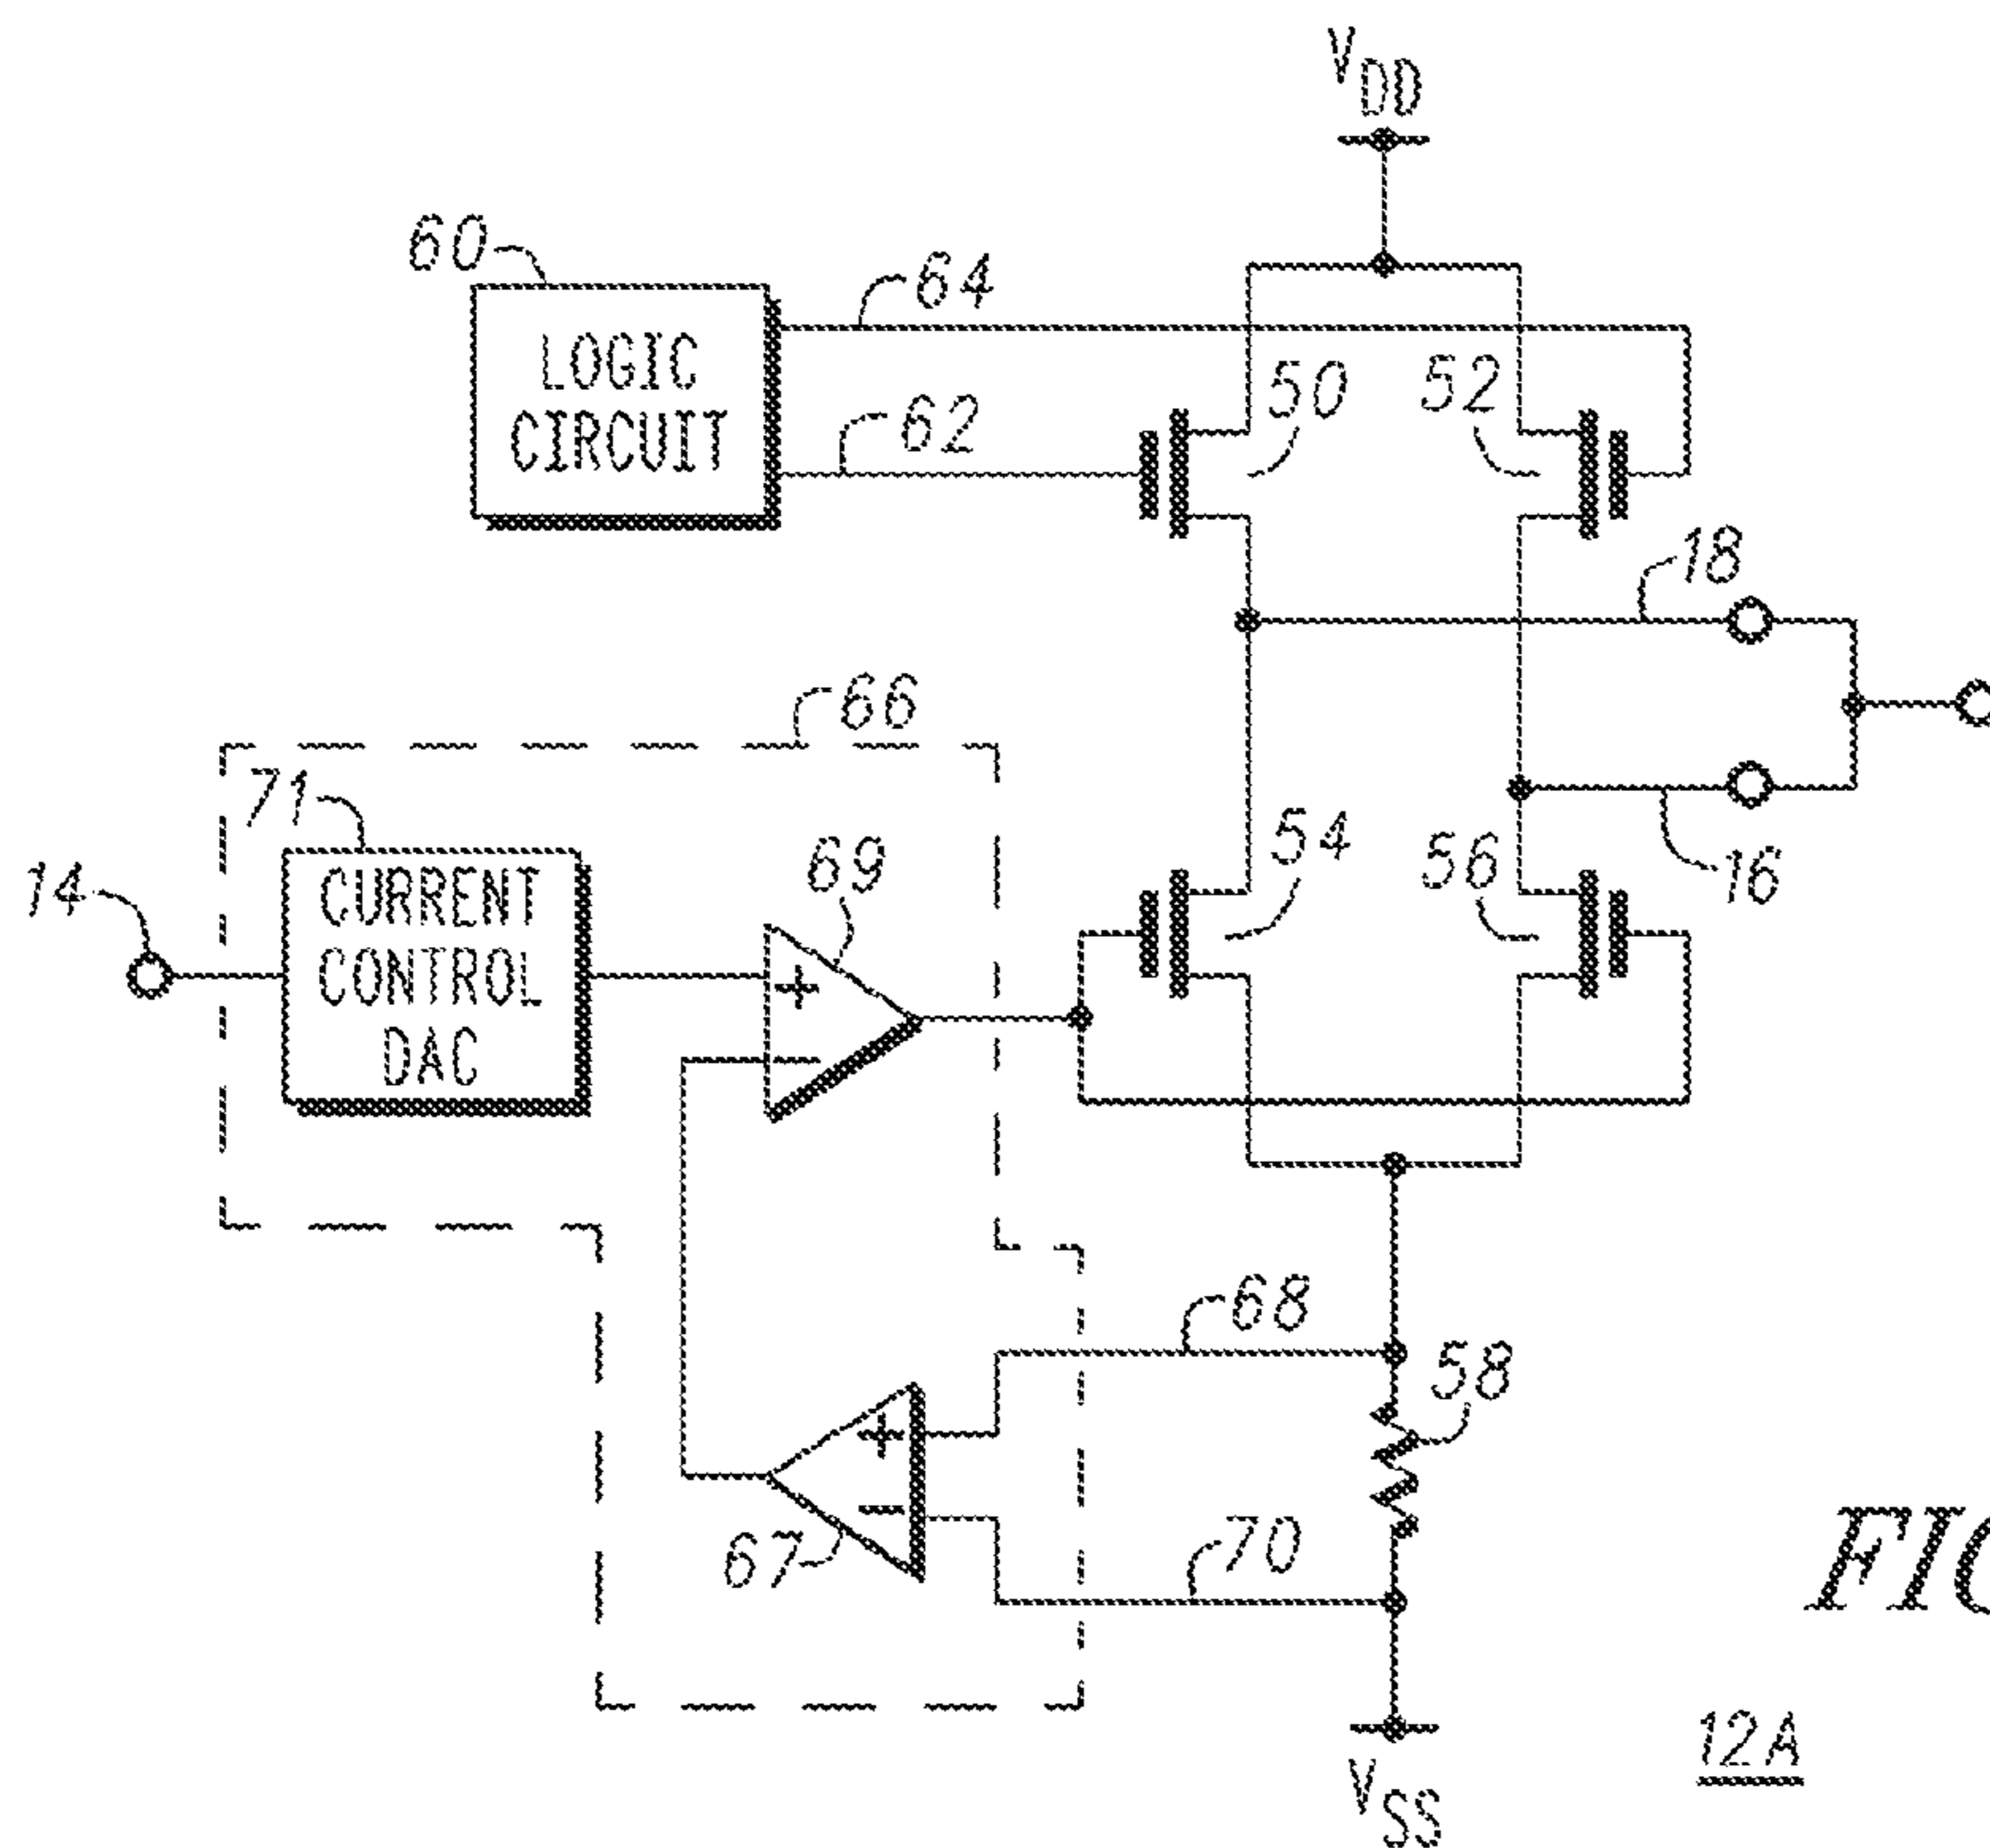 V_DD
60
64
LOGIC
CIRCUIT
62
50
52
18
66
71
14
CURRENT
CONTROL
DAC
69
+
−
54
56
16
68
58
+
−
67
70
FIG
12A
V_SS